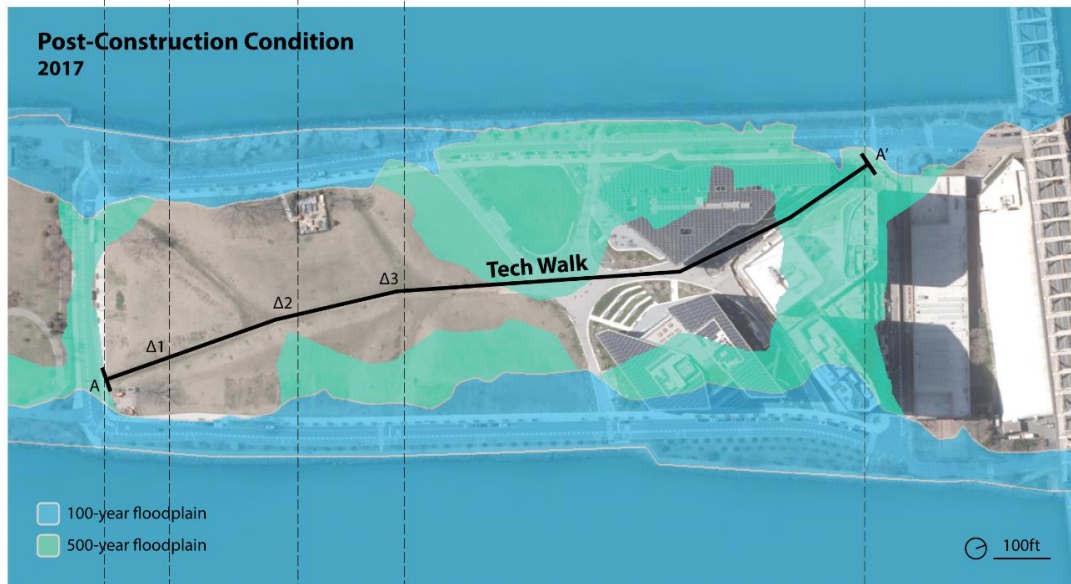 Post-Construction Condition
2017
A'
Tech Walk
Δ3
Δ2
Δ1
A
100-year floodplain
500-year floodplain
100ft